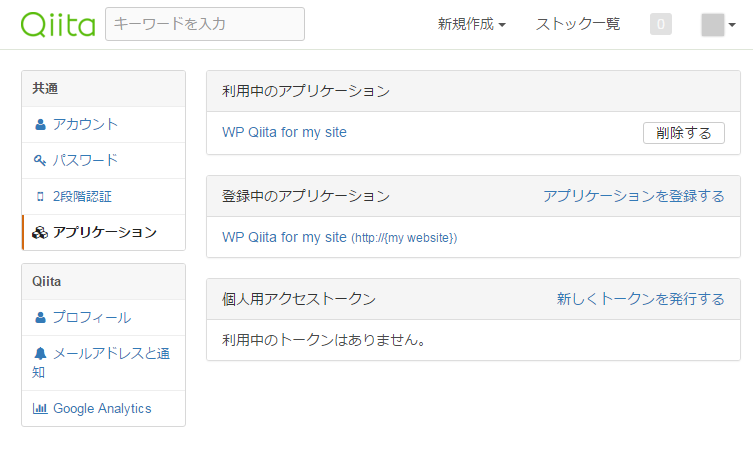 Qiita
キーワードを入力
新規作成
ストック一覧
0
共通
アカウント
パスワード
2段階認証
アプリケーション
Qiita
プロフィール
メールアドレスと通
知
Google Analytics
利用中のアプリケーション
WP Qiita for my site
削除する
登録中のアプリケーション
アプリケーションを登録する
WP Qiita for my site (http://{my website})
個人用アクセストークン
新しくトークンを発行する
利用中のトークンはありません。